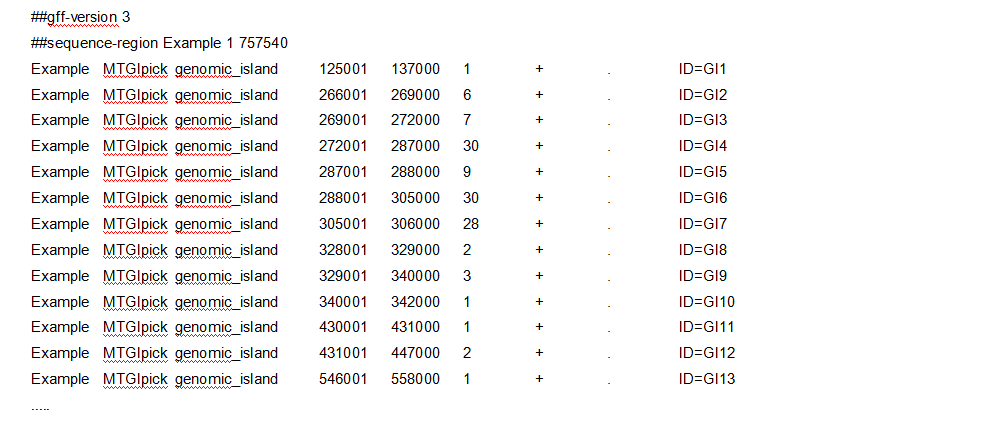 ##gff-version 3
##sequence-region Example 1 757540
Example MTGIpick genomic_island 125001 137000 1 + . ID=GI1
Example MTGIpick genomic_island 266001 269000 6 + . ID=GI2
Example MTGIpick genomic_island 269001 272000 7 + . ID=GI3
Example MTGIpick genomic_island 272001 287000 30 + . ID=GI4
Example MTGIpick genomic_island 287001 288000 9 + . ID=GI5
Example MTGIpick genomic_island 288001 305000 30 + . ID=GI6
Example MTGIpick genomic_island 305001 306000 28 + . ID=GI7
Example MTGIpick genomic_island 328001 329000 2 + . ID=GI8
Example MTGIpick genomic_island 329001 340000 3 + . ID=GI9
Example MTGIpick genomic_island 340001 342000 1 + . ID=GI10
Example MTGIpick genomic_island 430001 431000 1 + . ID=GI11
Example MTGIpick genomic_island 431001 447000 2 + . ID=GI12
Example MTGIpick genomic_island 546001 558000 1 + . ID=GI13
.....